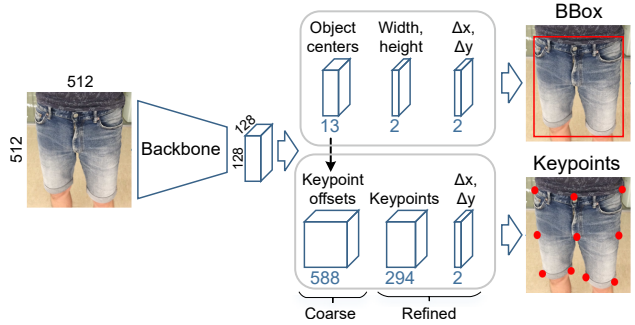 512
512
Backbone
128
128
Object
centers
13
Width,
height
2
Δx,
Δy
2
BBox
Keypoint
offsets
588
Keypoints
294
Δx,
Δy
2
Keypoints
Coarse
Refined